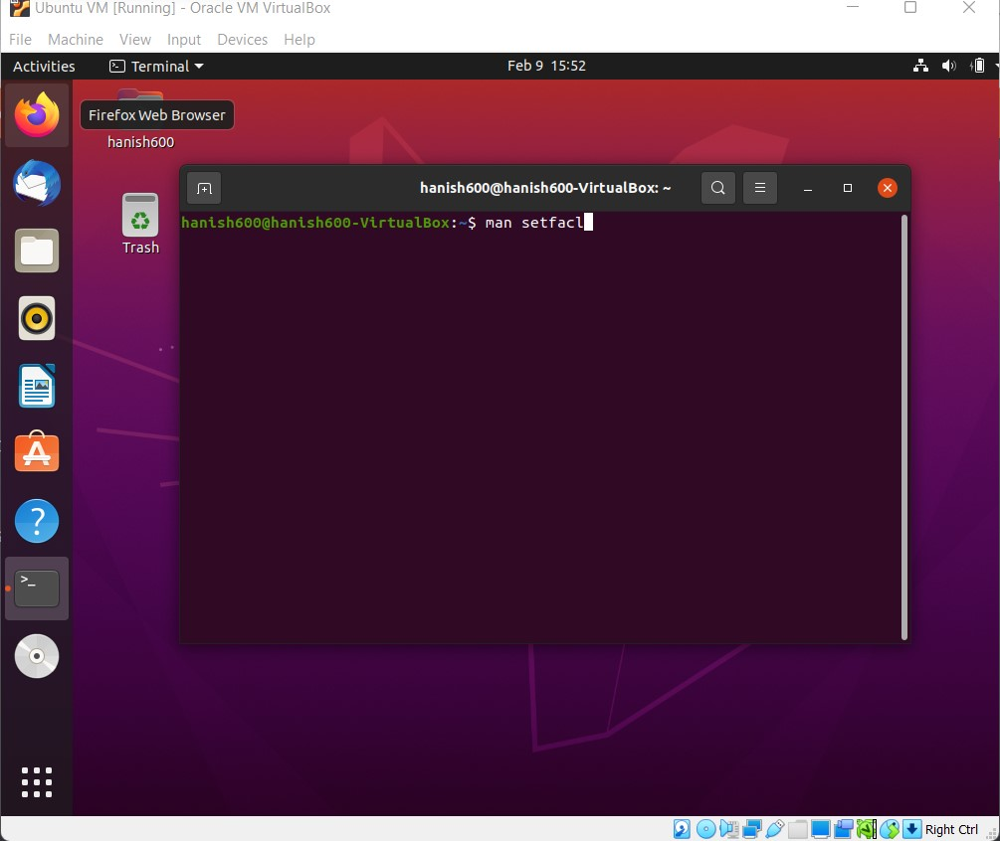 Ubuntu VM [Running] - Oracle VM VirtualBox
File Machine View Input Devices Help
Activities Terminal Feb 9 15:52
Firefox Web Browser
hanish600
Trash
hanish600@hanish600-VirtualBox: ~
hanish600@hanish600-VirtualBox:~$ man setfacl
Right Ctrl